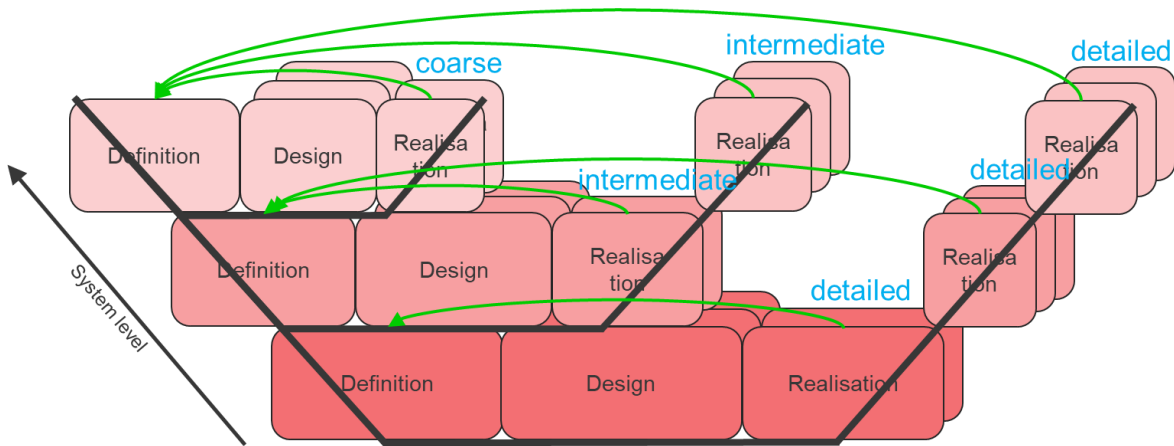 intermediate
detailed
coarse
Definition
Design
Realisa
tion
Realisa
tion
Realisa
tion
intermediate
detailed
Definition
Design
Realisa
tion
Realisa
tion
System level
detailed
Definition
Design
Realisation